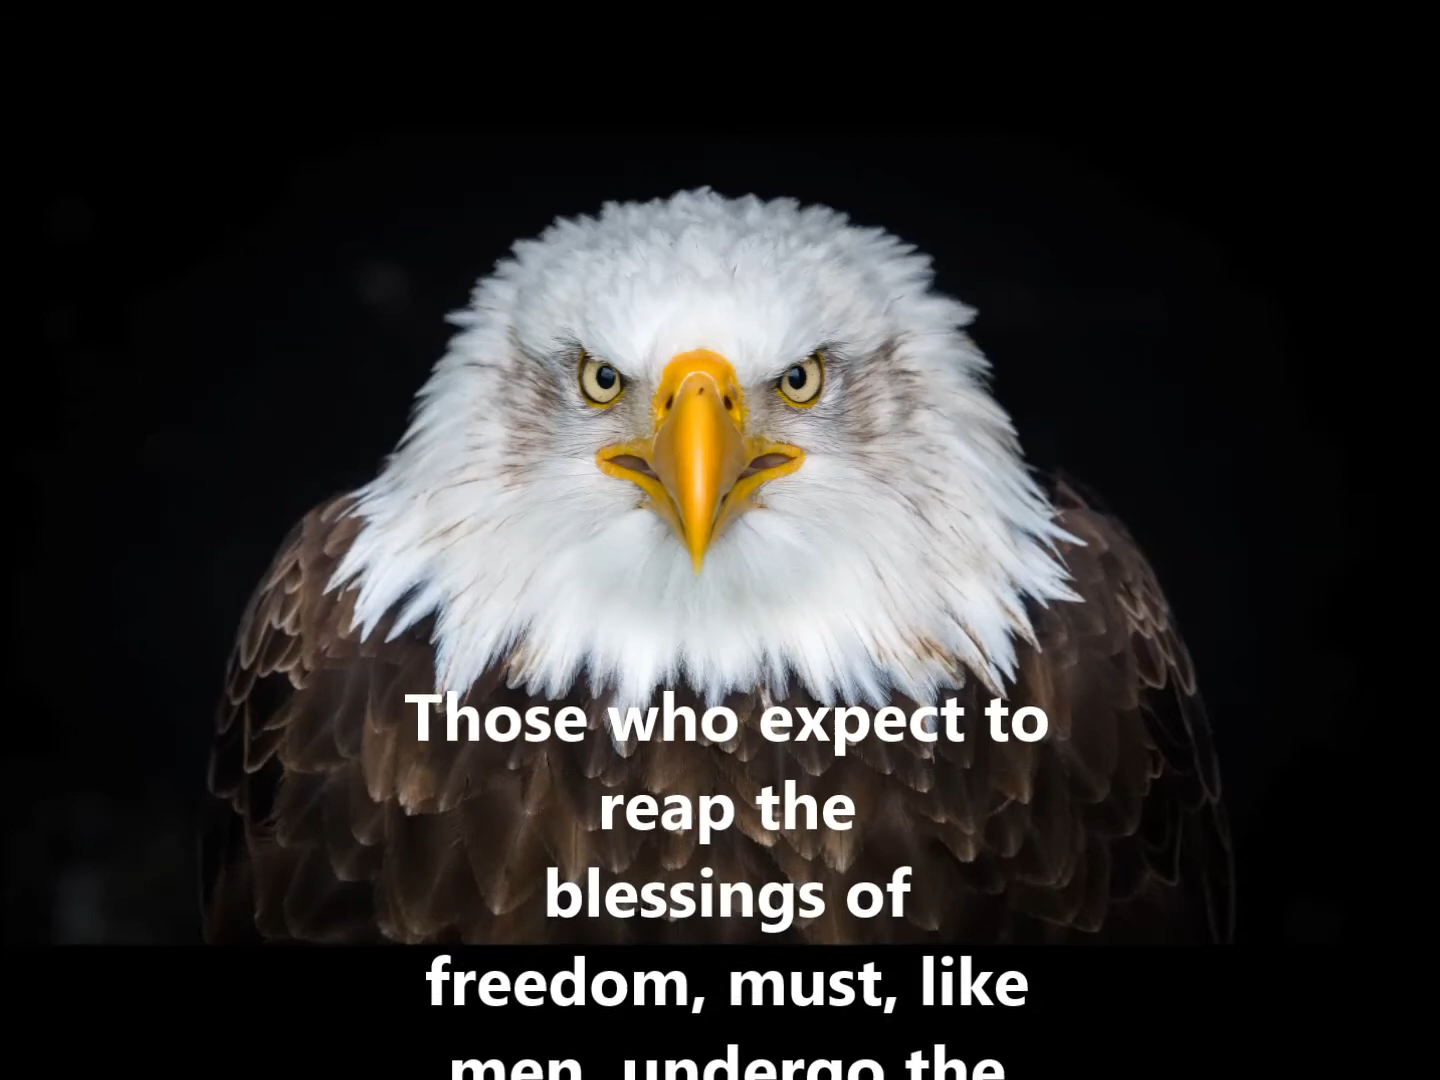 Those who expect to
reap the
blessings of
freedom, must, like
men, undergo the